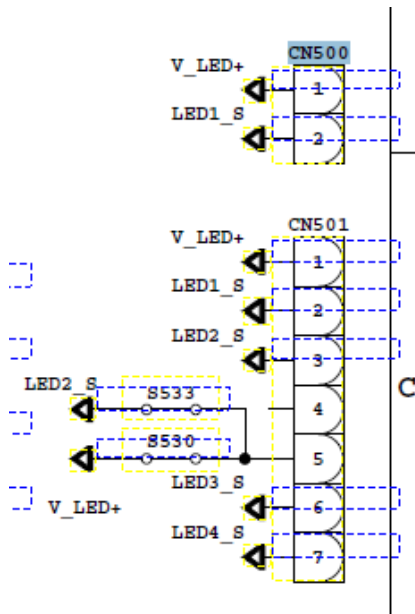 CN500
V_LED+
1
LED1_S
2
CN501
V_LED+
1
LED1_S
2
LED2_S
3
LED2_S
S533
4
S530
5
V_LED+
LED3_S
6
LED4_S
7
C